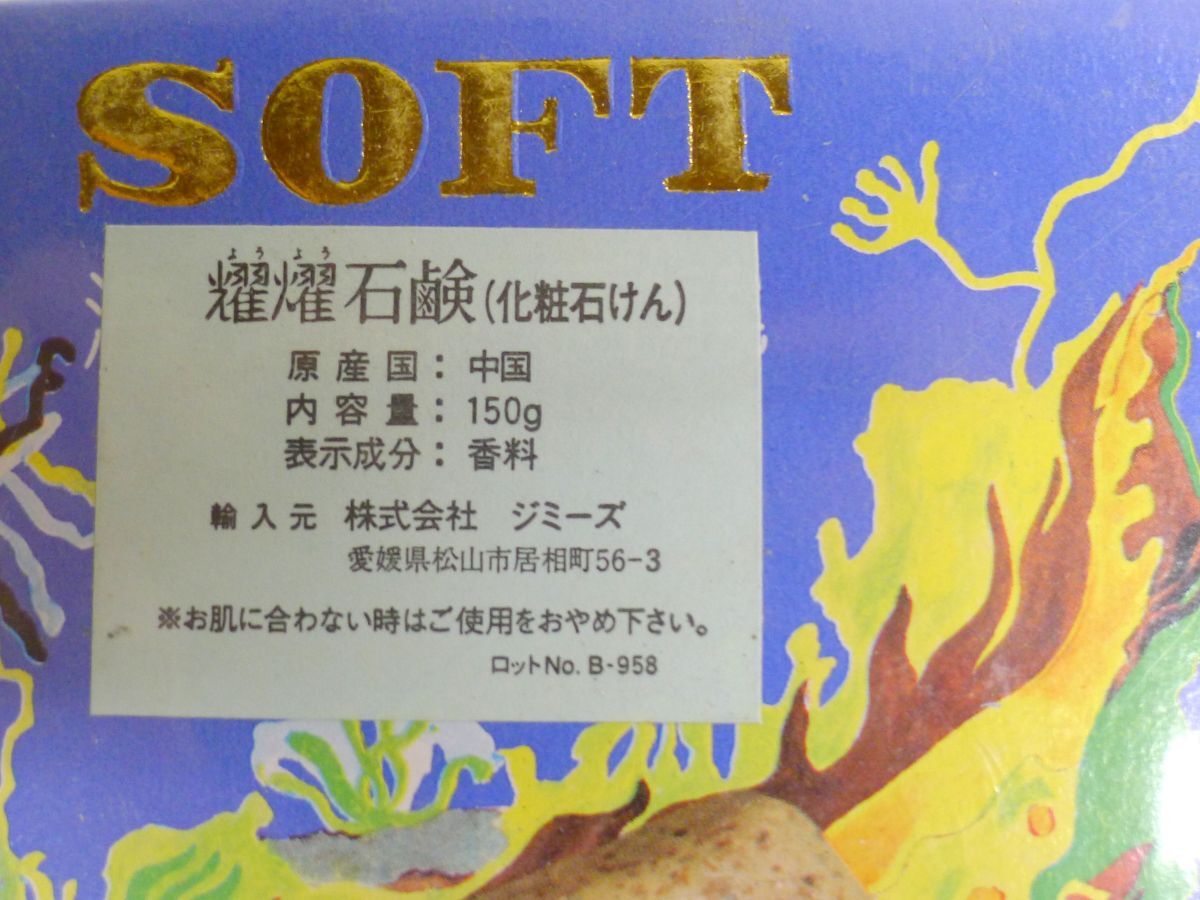 SOFT
ようよう
耀耀石鹸(化粧石けん)
原産国：中国
内容量：150g
表示成分：香料
輸入元 株式会社 ジミーズ
愛媛県松山市居相町56-3
※お肌に合わない時はご使用をおやめ下さい。
ロットNo. B-958